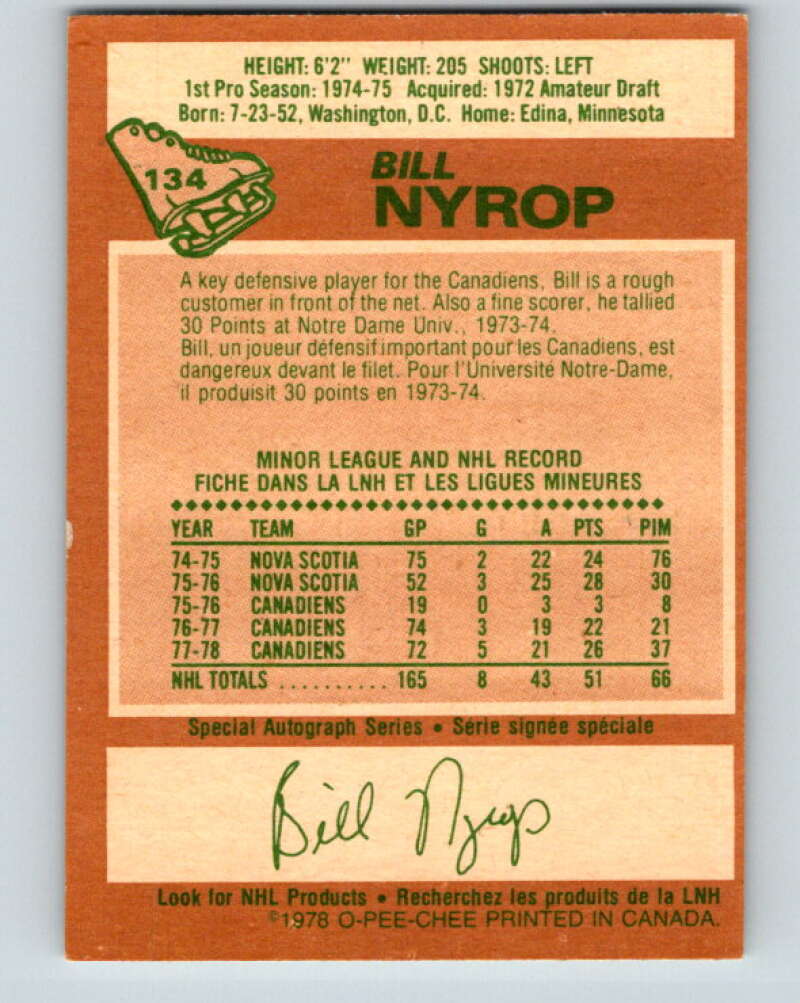 HEIGHT: 6'2" WEIGHT: 205 SHOOTS: LEFT
1st Pro Season: 1974-75 Acquired: 1972 Amateur Draft
Born: 7-23-52, Washington, D.C. Home: Edina, Minnesota
134
BILL
NYROP
A key defensive player for the Canadiens, Bill is a rough
customer in front of the net. Also a fine scorer, he tallied
30 Points at Notre Dame Univ., 1973-74.
Bill, un joueur défensif important pour les Canadiens, est
dangereux devant le filet. Pour l'Université Notre-Dame,
il produisit 30 points en 1973-74.
MINOR LEAGUE AND NHL RECORD
FICHE DANS LA LNH ET LES LIGUES MINEURES
YEAR TEAM GP G A PTS PIM
74-75 NOVA SCOTIA 75 2 22 24 76
75-76 NOVA SCOTIA 52 3 25 28 30
75-76 CANADIENS 19 0 3 3 8
76-77 CANADIENS 74 3 19 22 21
77-78 CANADIENS 72 5 21 26 37
NHL TOTALS .......... 165 8 43 51 66
Special Autograph Series • Série signée spéciale
Bill Nyrop
Look for NHL Products • Recherchez les produits de la LNH
©1978 O-PEE-CHEE PRINTED IN CANADA.